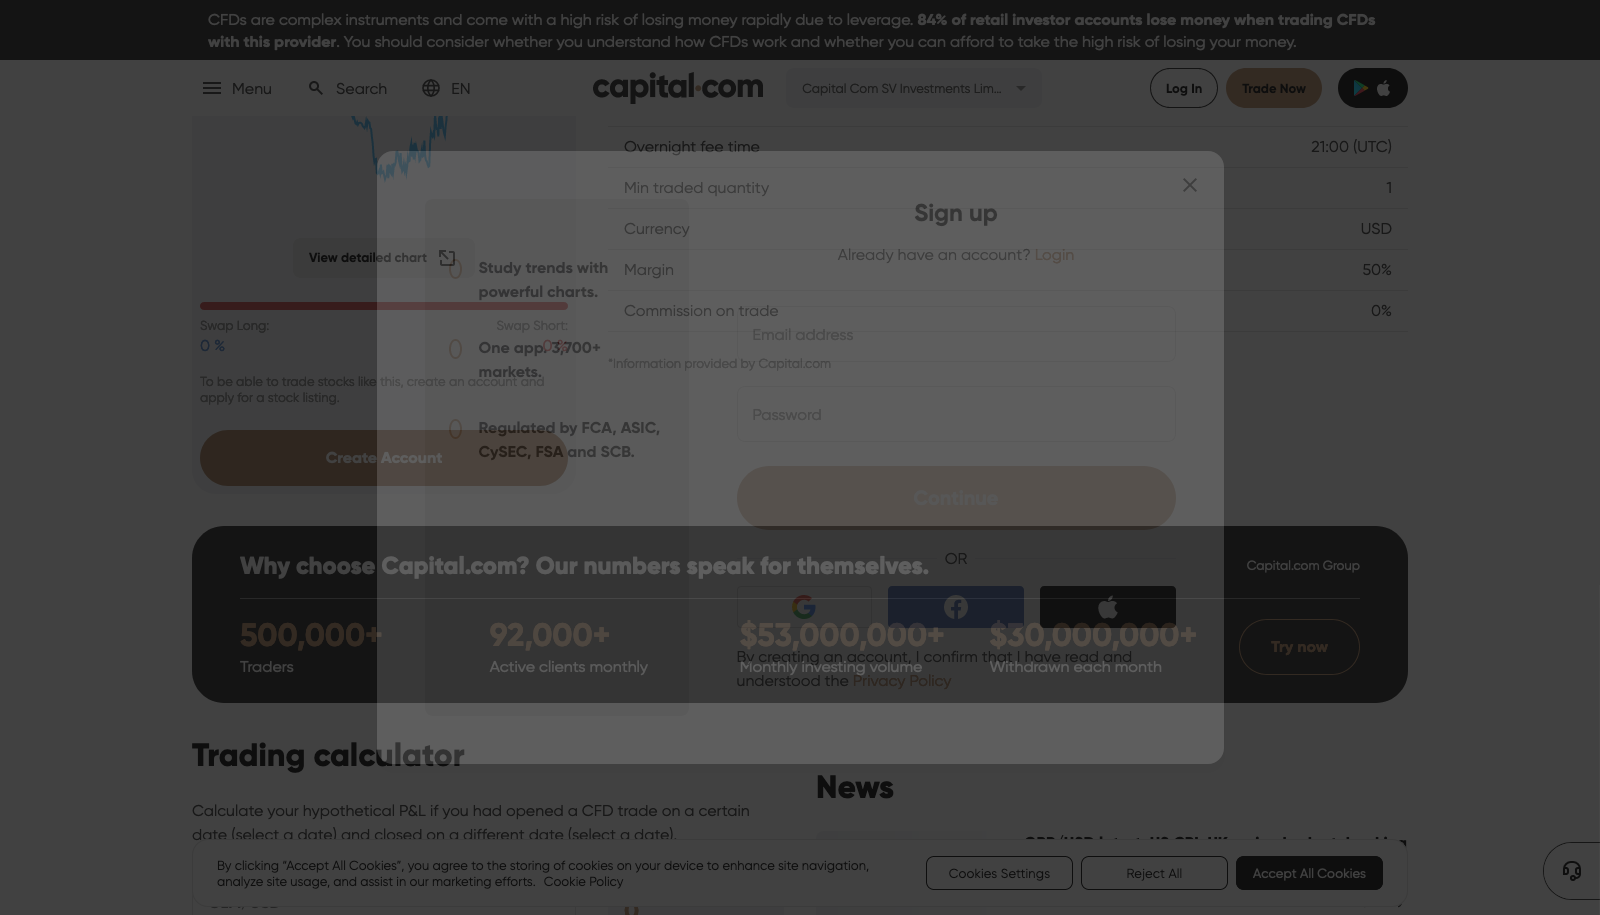 CFDs are complex instruments and come with a high risk of losing money rapidly due to leverage. 84% of retail investor accounts lose money when trading CFDs
with this provider. You should consider whether you understand how CFDs work and whether you can afford to take the high risk of losing your money.
Menu
Search
EN
capital.com
Capital Com SV Investments Lim...
Log In
Trade Now
Overnight fee time
21:00 (UTC)
Min traded quantity
1
Currency
USD
Margin
50%
Commission on trade
0%
*Information provided by Capital.com
View detailed chart
Swap Long:
0 %
Swap Short:
0 %
To be able to trade stocks like this, create an account and
apply for a stock listing.
Create Account
Study trends with
powerful charts.
One app. 3,700+
markets.
Regulated by FCA, ASIC,
CySEC, FSA and SCB.
Sign up
Already have an account? Login
Email address
Password
Continue
OR
By creating an account, I confirm that I have read and
understood the Privacy Policy
Why choose Capital.com? Our numbers speak for themselves.
Capital.com Group
500,000+
Traders
92,000+
Active clients monthly
$53,000,000+
Monthly investing volume
$30,000,000+
Withdrawn each month
Try now
Trading calculator
Calculate your hypothetical P&L if you had opened a CFD trade on a certain
date (select a date) and closed on a different date (select a date).
News
By clicking “Accept All Cookies”, you agree to the storing of cookies on your device to enhance site navigation,
analyze site usage, and assist in our marketing efforts. Cookie Policy
Cookies Settings
Reject All
Accept All Cookies